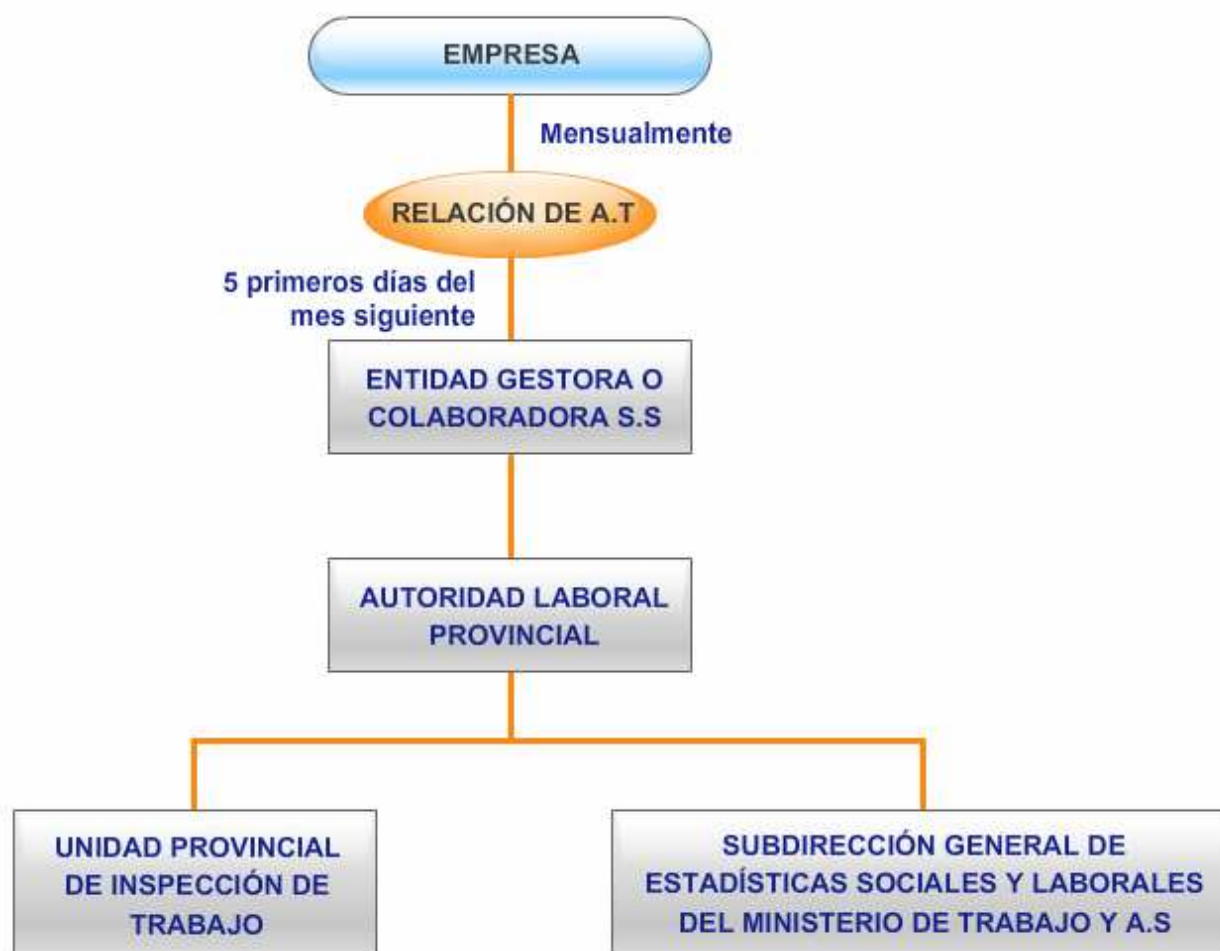 EMPRESA
Mensualmente
RELACIÓN DE A.T
5 primeros días del
mes siguiente
ENTIDAD GESTORA O
COLABORADORA S.S
AUTORIDAD LABORAL
PROVINCIAL
UNIDAD PROVINCIAL
DE INSPECCIÓN DE
TRABAJO
SUBDIRECCIÓN GENERAL DE
ESTADÍSTICAS SOCIALES Y LABORALES
DEL MINISTERIO DE TRABAJO Y A.S